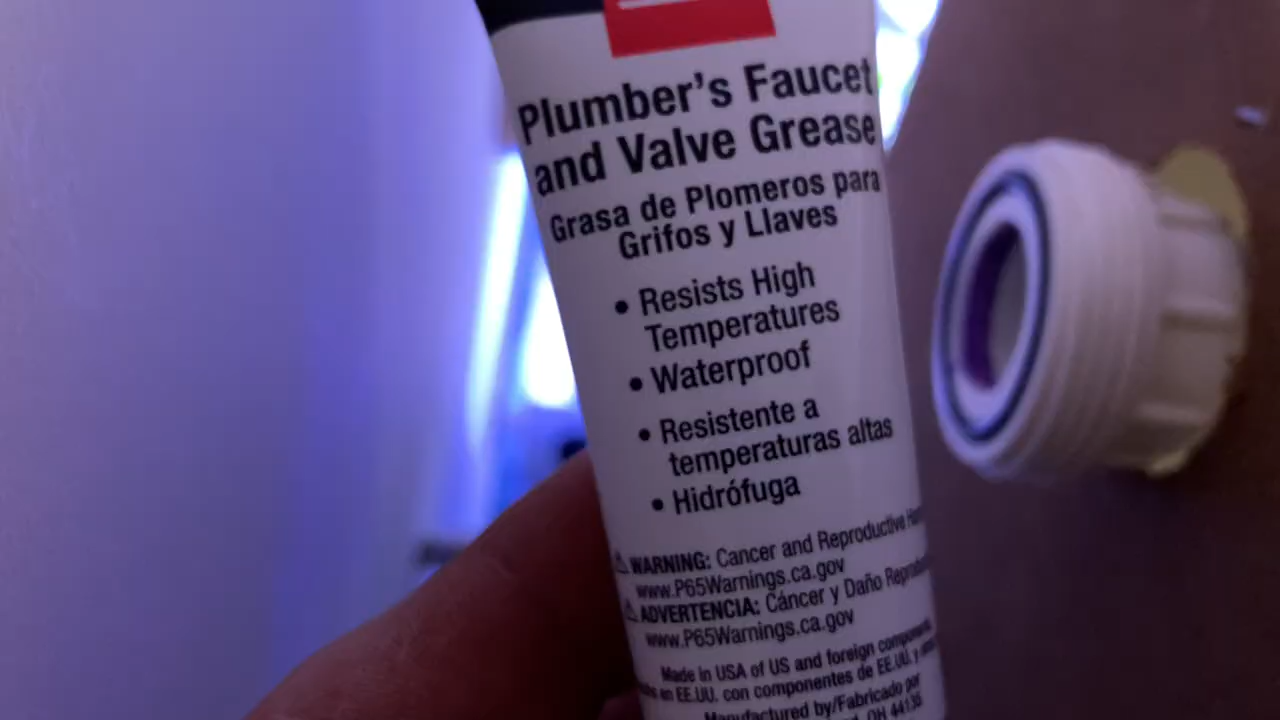 Plumber's Faucet
and Valve Grease
Grasa de Plomeros para
Grifos y Llaves
• Resists High
Temperatures
• Waterproof
• Resistente a
temperaturas altas
• Hidrófuga
⚠ WARNING: Cancer and Reproductive
www.P65Warnings.ca.gov
⚠ ADVERTENCIA: Cáncer y Daño
www.P65Warnings.ca.gov
Made in USA of US and foreign
en EE.UU. con componentes de EE.UU. y
Manufactured by/Fabricado por
OH 44135